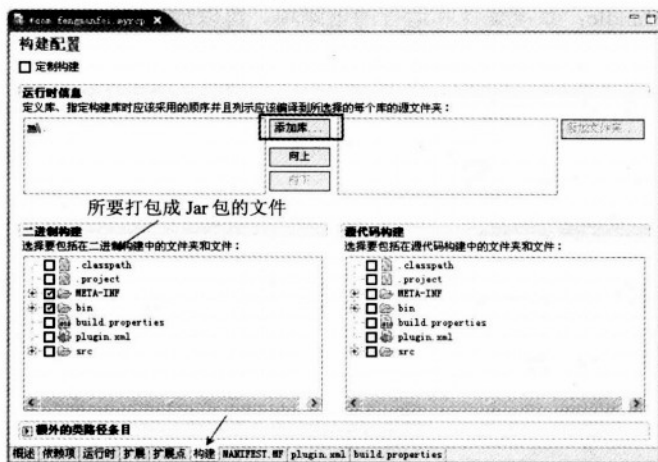 *com.fengmanfei.myrcp
构建配置
定制构建
运行时信息
定义库、指定构建库时应该采用的顺序并且列示应该编译到所选择的每个库的源文件夹：
添加库...
添加文件夹...
向上
向下
所要打包成 Jar 包的文件
二进制构建
选择要包括在二进制构建中的文件夹和文件：
.classpath
.project
META-INF
bin
build.properties
plugin.xml
src
源代码构建
选择要包括在源代码构建中的文件夹和文件：
.classpath
.project
META-INF
bin
build.properties
plugin.xml
src
额外的类路径条目
概述 依赖项 运行时 扩展 扩展点 构建 MANIFEST.MF plugin.xml build.properties